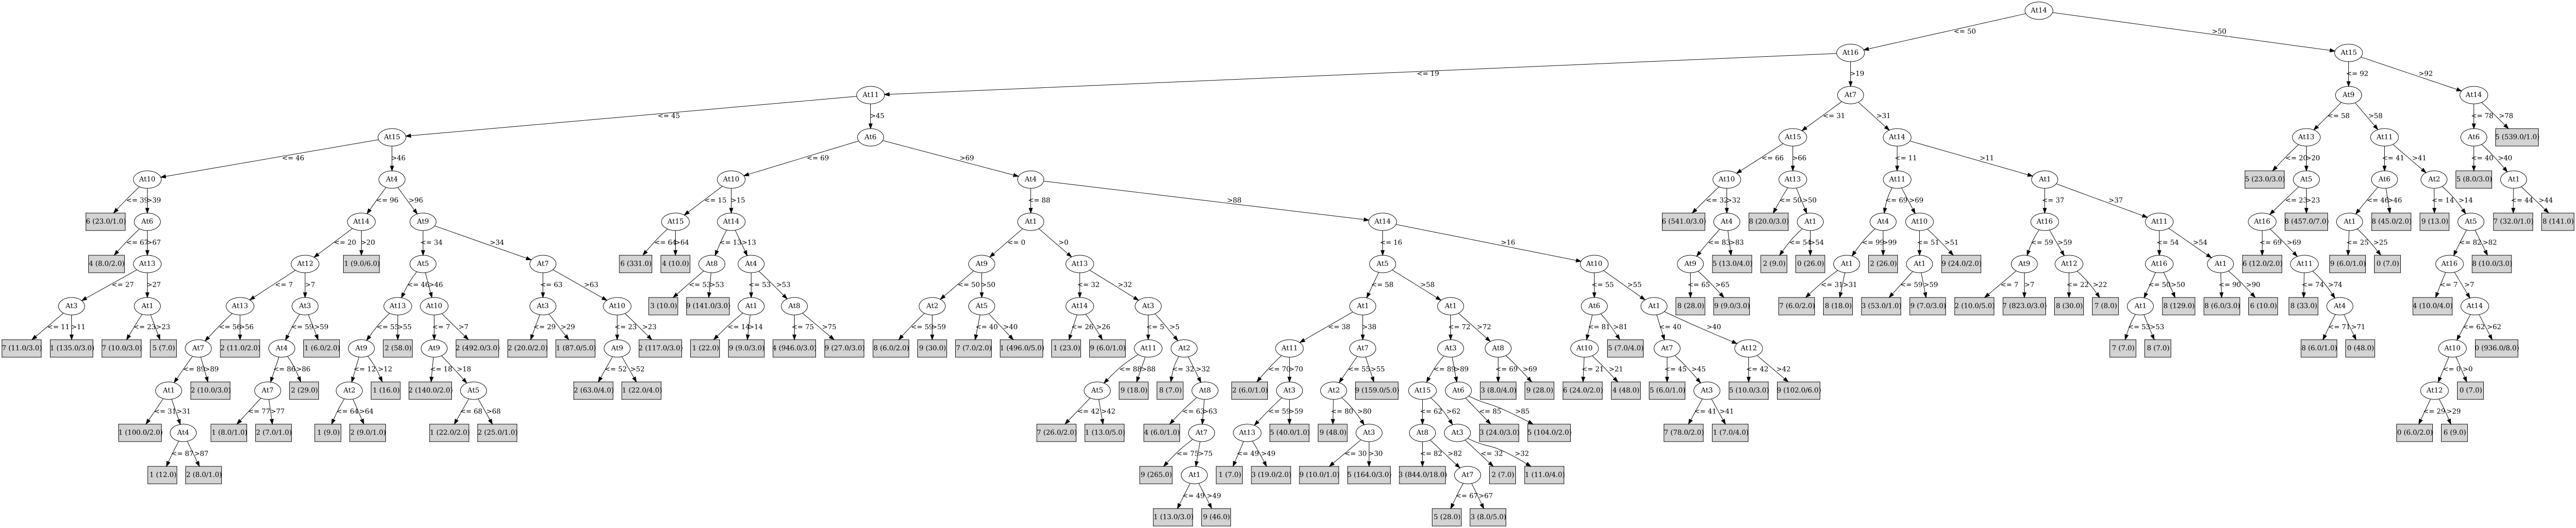 At14
<= 50 >50
At16 At15
<= 19 >19 <= 92 >92
At11 At7 At9 At14
<= 45 >45 <= 31 >31 <= 58 >58 <= 78 >78
At15 At6 At15 At14 At13 At11 At6 5 (539.0/1.0)
<= 46 >46 <= 69 >69 <= 66 >66 <= 11 >11 <= 20 >20 <= 41 >41 <= 40 >40
At10 At4 At10 At4 At10 At13 At11 At1 5 (23.0/3.0) At5 At6 At2 5 (8.0/3.0) At1
<= 39 >39 <= 96 >96 <= 15 >15 <= 88 >88 <= 32 >32 <= 50 >50 <= 69 >69 <= 37 >37 <= 23 >23 <= 46 >46 <= 14 >14 <= 44 >44
6 (23.0/1.0) At6 At14 At9 At15 At14 At1 At14 6 (541.0/3.0) At4 8 (20.0/3.0) At1 At4 At10 At16 At11 At16 8 (457.0/7.0) At1 8 (45.0/2.0) 9 (13.0) At5 7 (32.0/1.0) 8 (141.0)
<= 67 >67 <= 20 >20 <= 34 >34 <= 64 >64 <= 13 >13 <= 0 >0 <= 16 >16 <= 83 >83 <= 54 >54 <= 99 >99 <= 51 >51 <= 59 >59 <= 54 >54 <= 69 >69 <= 25 >25 <= 82 >82
4 (8.0/2.0) At13 At12 1 (9.0/6.0) At5 At7 6 (331.0) 4 (10.0) At8 At4 At9 At13 At5 At10 At9 5 (13.0/4.0) 2 (9.0) 0 (26.0) At1 2 (26.0) At1 9 (24.0/2.0) At9 At12 At16 At1 6 (12.0/2.0) At11 9 (6.0/1.0) 0 (7.0) At16 8 (10.0/3.0)
<= 27 >27 <= 7 >7 <= 46 >46 <= 63 >63 <= 53 >53 <= 53 >53 <= 50 >50 <= 32 >32 <= 58 >58 <= 55 >55 <= 65 >65 <= 31 >31 <= 59 >59 <= 7 >7 <= 22 >22 <= 50 >50 <= 90 >90 <= 74 >74 <= 7 >7
At3 At1 At13 At3 At13 At10 At3 At10 3 (10.0) 9 (141.0/3.0) At1 At8 At2 At5 At14 At3 At1 At1 At6 At1 8 (28.0) 9 (9.0/3.0) 7 (6.0/2.0) 8 (18.0) 3 (53.0/1.0) 9 (7.0/3.0) 2 (10.0/5.0) 7 (823.0/3.0) 8 (30.0) 7 (8.0) At1 8 (129.0) 8 (6.0/3.0) 6 (10.0) 8 (33.0) At4 4 (10.0/4.0) At14
<= 11 >11 <= 23 >23 <= 56 >56 <= 59 >59 <= 55 >55 <= 7 >7 <= 29 >29 <= 23 >23 <= 14 >14 <= 75 >75 <= 59 >59 <= 40 >40 <= 26 >26 <= 5 >5 <= 38 >38 <= 72 >72 <= 81 >81 <= 40 >40 <= 53 >53 <= 71 >71 <= 62 >62
7 (11.0/3.0) 1 (135.0/3.0) 7 (10.0/3.0) 5 (7.0) At7 2 (11.0/2.0) At4 1 (6.0/2.0) At9 2 (58.0) At9 2 (492.0/3.0) 2 (20.0/2.0) 1 (87.0/5.0) At9 2 (117.0/3.0) 1 (22.0) 9 (9.0/3.0) 4 (946.0/3.0) 9 (27.0/3.0) 8 (6.0/2.0) 9 (30.0) 7 (7.0/2.0) 1 (496.0/5.0) 1 (23.0) 9 (6.0/1.0) At11 At2 At11 At7 At3 At8 At10 5 (7.0/4.0) At7 At12 7 (7.0) 8 (7.0) 8 (6.0/1.0) 0 (48.0) At10 0 (936.0/8.0)
<= 89 >89 <= 86 >86 <= 12 >12 <= 18 >18 <= 52 >52 <= 88 >88 <= 32 >32 <= 70 >70 <= 55 >55 <= 89 >89 <= 69 >69 <= 21 >21 <= 45 >45 <= 42 >42 <= 0 >0
At1 2 (10.0/3.0) At7 2 (29.0) At2 1 (16.0) 2 (140.0/2.0) At5 2 (63.0/4.0) 1 (22.0/4.0) At5 9 (18.0) 8 (7.0) At8 2 (6.0/1.0) At3 At2 9 (159.0/5.0) At15 At6 3 (8.0/4.0) 9 (28.0) 6 (24.0/2.0) 4 (48.0) 5 (6.0/1.0) At3 5 (10.0/3.0) 9 (102.0/6.0) At12 0 (7.0)
<= 31 >31 <= 77 >77 <= 64 >64 <= 68 >68 <= 42 >42 <= 63 >63 <= 59 >59 <= 80 >80 <= 62 >62 <= 85 >85 <= 41 >41 <= 29 >29
1 (100.0/2.0) At4 1 (8.0/1.0) 2 (7.0/1.0) 1 (9.0) 2 (9.0/1.0) 1 (22.0/2.0) 2 (25.0/1.0) 7 (26.0/2.0) 1 (13.0/5.0) 4 (6.0/1.0) At7 At13 5 (40.0/1.0) 9 (48.0) At3 At8 At3 3 (24.0/3.0) 5 (104.0/2.0) 7 (78.0/2.0) 1 (7.0/4.0) 0 (6.0/2.0) 6 (9.0)
<= 87 >87 <= 75 >75 <= 49 >49 <= 30 >30 <= 82 >82 <= 32 >32
1 (12.0) 2 (8.0/1.0) 9 (265.0) At1 1 (7.0) 3 (19.0/2.0) 9 (10.0/1.0) 5 (164.0/3.0) 3 (844.0/18.0) At7 2 (7.0) 1 (11.0/4.0)
<= 49 >49 <= 67 >67
1 (13.0/3.0) 9 (46.0) 5 (28.0) 3 (8.0/5.0)